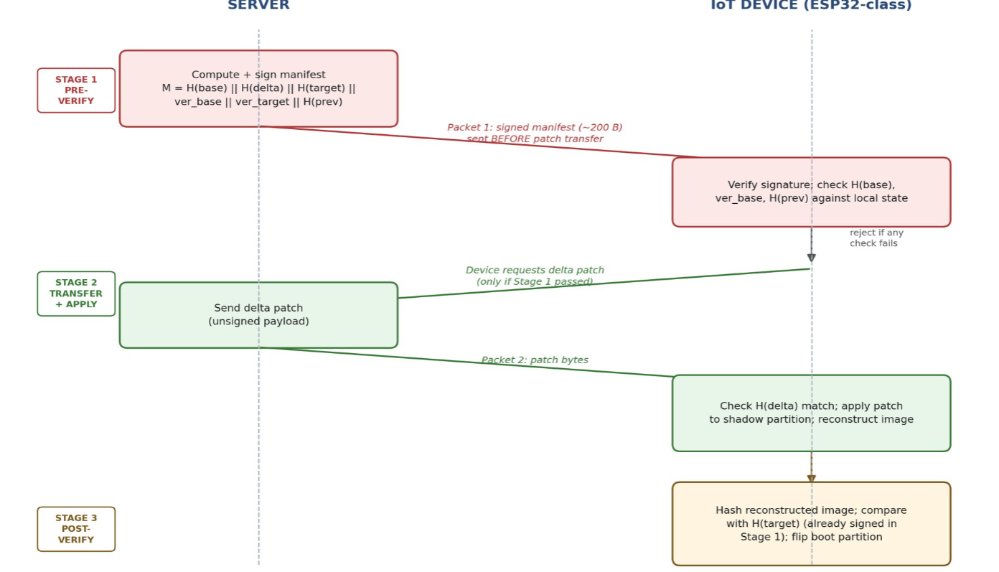 SERVER
IoT DEVICE (ESP32-class)
STAGE 1
PRE-
VERIFY
Compute + sign manifest
M = H(base) || H(delta) || H(target) ||
ver_base || ver_target || H(prev)
Packet 1: signed manifest (~200 B)
sent BEFORE patch transfer
Verify signature; check H(base),
ver_base, H(prev) against local state
reject if any
check fails
Device requests delta patch
(only if Stage 1 passed)
STAGE 2
TRANSFER
+ APPLY
Send delta patch
(unsigned payload)
Packet 2: patch bytes
Check H(delta) match; apply patch
to shadow partition; reconstruct image
STAGE 3
POST-
VERIFY
Hash reconstructed image; compare
with H(target) (already signed in
Stage 1); flip boot partition